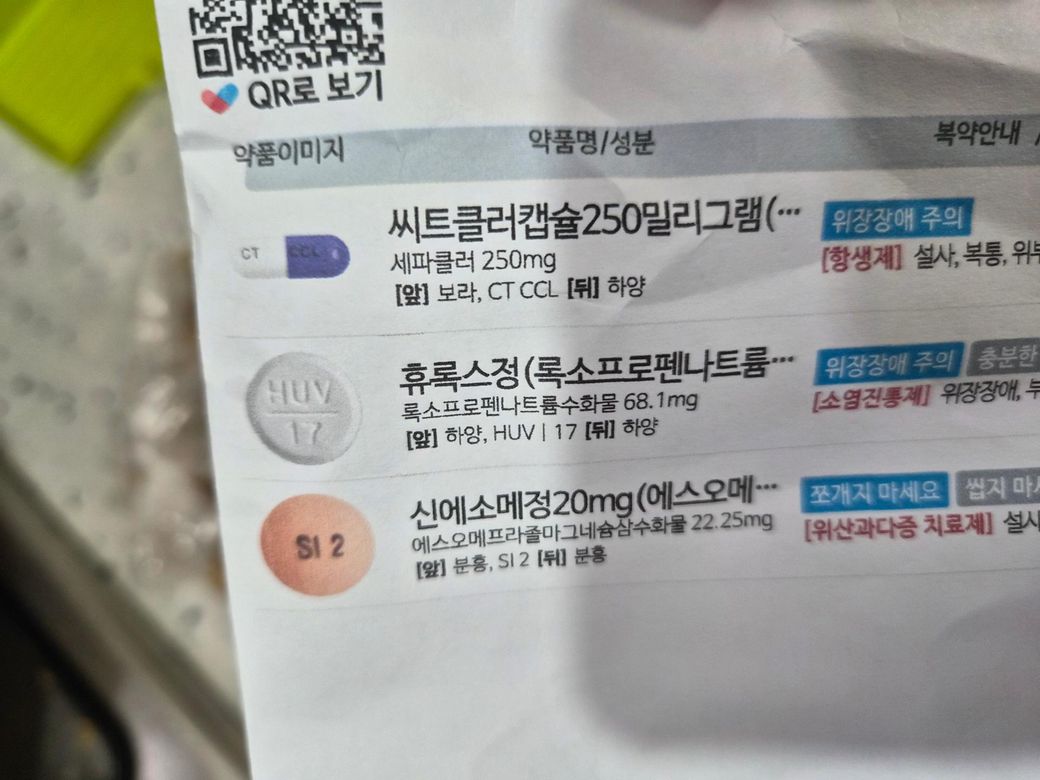 QR로 보기
약품이미지 약품명/성분 복약안내 /
CT CCL
씨트클러캡슐250밀리그램(… 위장장애 주의
세파클러 250mg [항생제] 설사, 복통, 위부
[앞] 보라, CT CCL [뒤] 하양
HUV
17
휴록스정(록소프로펜나트륨… 위장장애 주의 충분한
록소프로펜나트륨수화물 68.1mg [소염진통제] 위장장애, 부
[앞] 하양, HUV | 17 [뒤] 하양
SI 2
신에소메정20mg(에스오메… 쪼개지 마세요 씹지 마세
에스오메프라졸마그네슘삼수화물 22.25mg [위산과다증 치료제] 설사
[앞] 분홍, SI 2 [뒤] 분홍